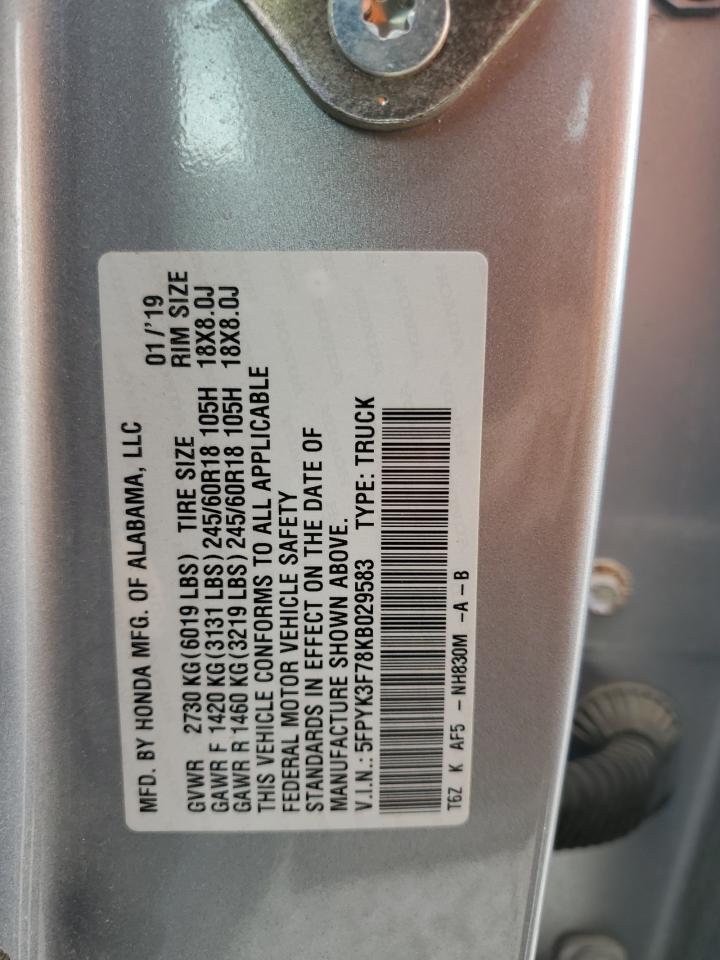 MFD. BY HONDA MFG. OF ALABAMA, LLC 01/'19
GVWR 2730 KG(6019 LBS) TIRE SIZE RIM SIZE
GAWR F 1420 KG(3131 LBS)245/60R18 105H 18X8.0J
GAWR R 1460 KG(3219 LBS)245/60R18 105H 18X8.0J
THIS VEHICLE CONFORMS TO ALL APPLICABLE
FEDERAL MOTOR VEHICLE SAFETY
STANDARDS IN EFFECT ON THE DATE OF
MANUFACTURE SHOWN ABOVE.
V.I.N.:5FPYK3F78KB029583 TYPE: TRUCK
T6Z K AF5 -NH830M -A-B